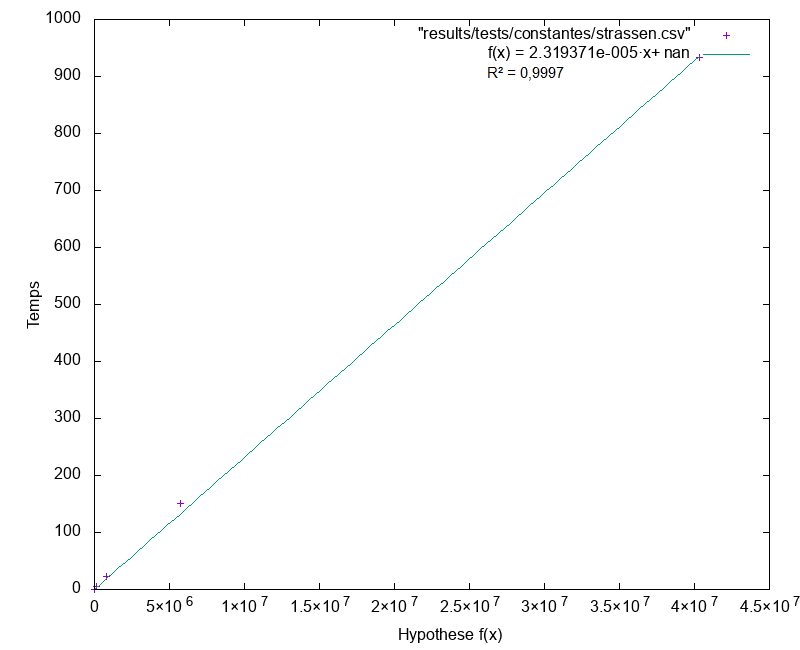 "results/tests/constantes/strassen.csv"
f(x) = 2.319371e-005·x+ nan
R² = 0,9997
1000
900
800
700
600
500
400
300
200
100
0
Temps
0 5×10⁶ 1×10⁷ 1.5×10⁷ 2×10⁷ 2.5×10⁷ 3×10⁷ 3.5×10⁷ 4×10⁷ 4.5×10⁷
Hypothese f(x)